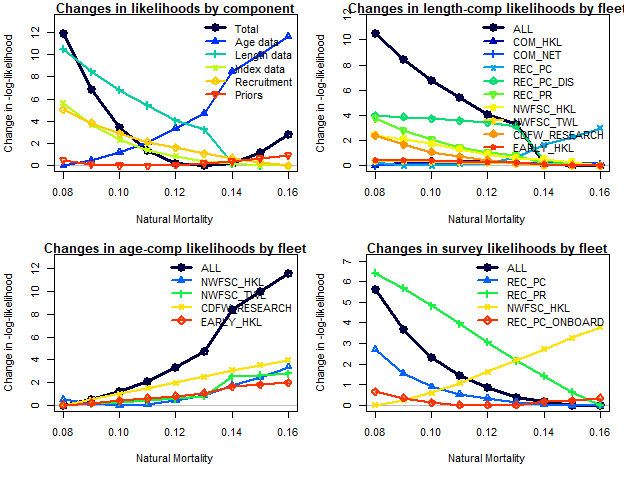 Changes in likelihoods by component
Change in -log-likelihood
12
10
8
6
4
2
0
Total
Age data
Length data
Index data
Recruitment
Priors
0.08
0.10
0.12
0.14
0.16
Natural Mortality
Changes in length-comp likelihoods by fleet
Change in -log-likelihood
12
10
8
6
4
2
0
ALL
COM_HKL
COM_NET
REC_PC
REC_PC_DIS
REC_PR
NWFSC_HKL
NWFSC_TWL
CDFW_RESEARCH
EARLY_HKL
0.08
0.10
0.12
0.14
0.16
Natural Mortality
Changes in age-comp likelihoods by fleet
Change in -log-likelihood
12
10
8
6
4
2
0
ALL
NWFSC_HKL
NWFSC_TWL
CDFW_RESEARCH
EARLY_HKL
0.08
0.10
0.12
0.14
0.16
Natural Mortality
Changes in survey likelihoods by fleet
Change in -log-likelihood
7
6
5
4
3
2
1
0
ALL
REC_PC
REC_PR
NWFSC_HKL
REC_PC_ONBOARD
0.08
0.10
0.12
0.14
0.16
Natural Mortality